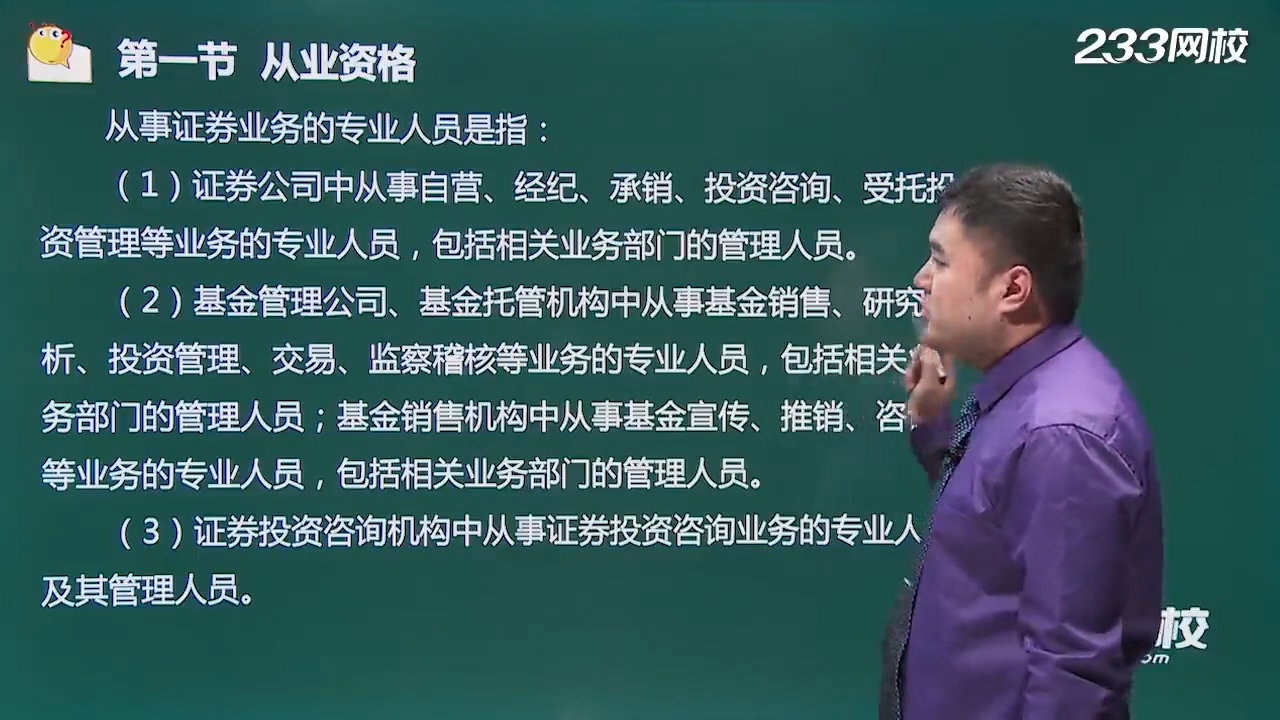 第一节 从业资格
233网校
从事证券业务的专业人员是指：
（1）证券公司中从事自营、经纪、承销、投资咨询、受托投
资管理等业务的专业人员，包括相关业务部门的管理人员。
（2）基金管理公司、基金托管机构中从事基金销售、研究
析、投资管理、交易、监察稽核等业务的专业人员，包括相关
务部门的管理人员；基金销售机构中从事基金宣传、推销、咨
等业务的专业人员，包括相关业务部门的管理人员。
（3）证券投资咨询机构中从事证券投资咨询业务的专业人
及其管理人员。
校
om